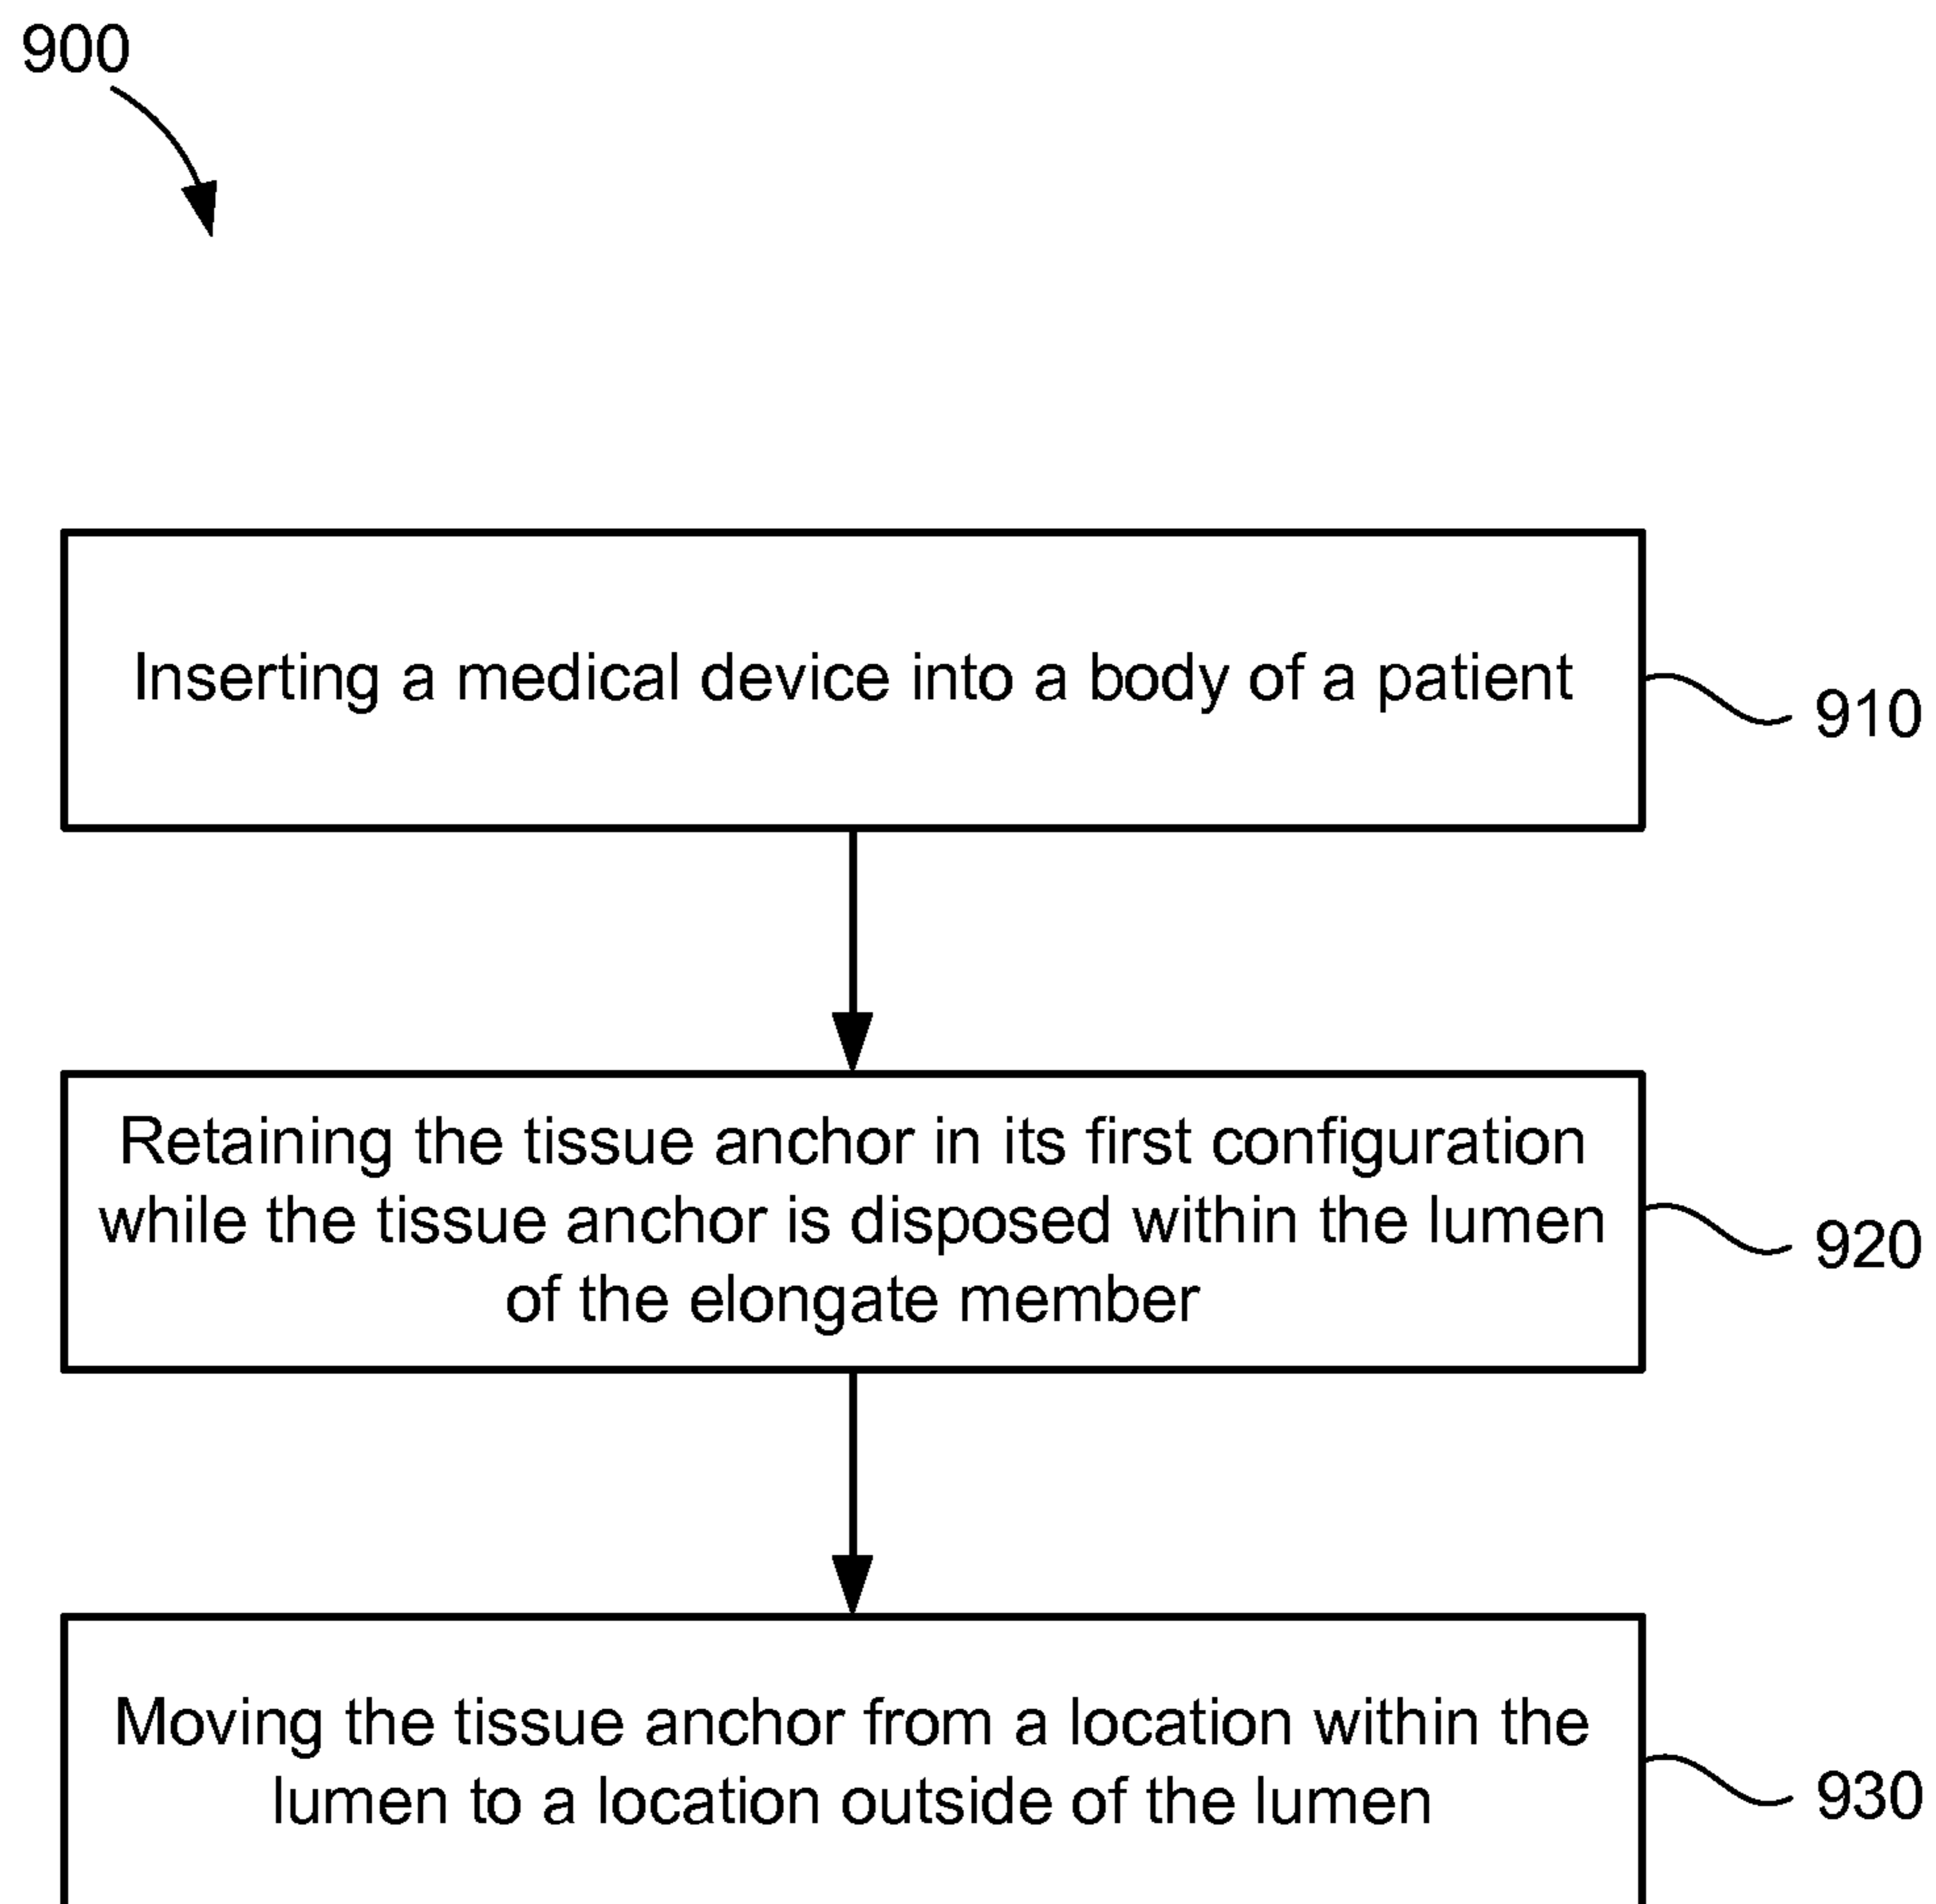 900
Inserting a medical device into a body of a patient
910
Retaining the tissue anchor in its first configuration
while the tissue anchor is disposed within the lumen
of the elongate member
920
Moving the tissue anchor from a location within the
lumen to a location outside of the lumen
930